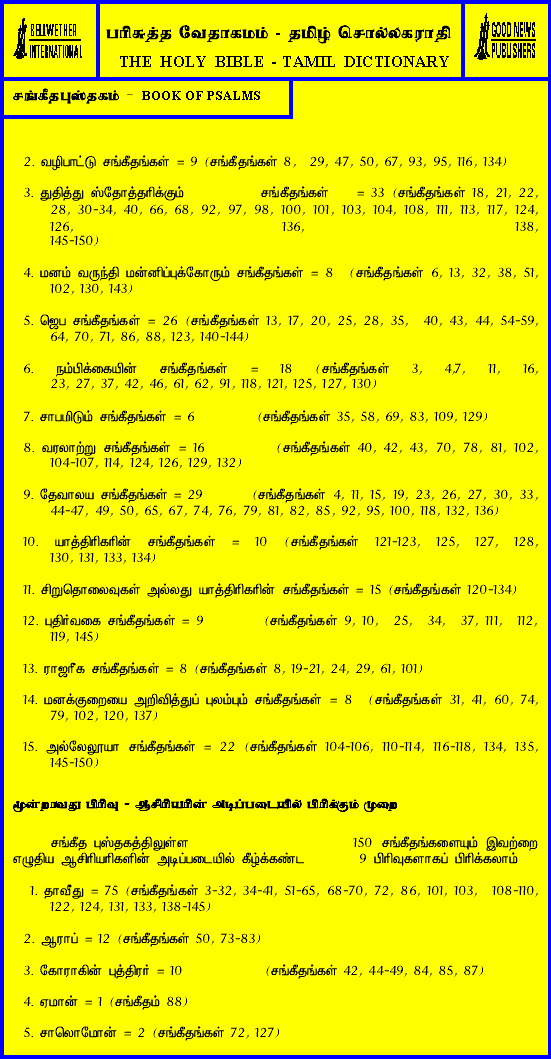 BELLWETHER
INTERNATIONAL
பரிசுத்த வேதாகமம் - தமிழ் சொல்லகராதி
THE HOLY BIBLE - TAMIL DICTIONARY
GOOD NEWS
PUBLISHERS
சங்கீதபுஸ்தகம் – BOOK OF PSALMS
2. வழிபாட்டு சங்கீதங்கள் = 9 (சங்கீதங்கள் 8, 29, 47, 50, 67, 93, 95, 116, 134)
3. துதித்து ஸ்தோத்தரிக்கும் சங்கீதங்கள் = 33 (சங்கீதங்கள் 18, 21, 22,
28, 30-34, 40, 66, 68, 92, 97, 98, 100, 101, 103, 104, 108, 111, 113, 117, 124,
126, 136, 138,
145-150)
4. மனம் வருந்தி மன்னிப்புக்கோரும் சங்கீதங்கள் = 8 (சங்கீதங்கள் 6, 13, 32, 38, 51,
102, 130, 143)
5. ஜெப சங்கீதங்கள் = 26 (சங்கீதங்கள் 13, 17, 20, 25, 28, 35, 40, 43, 44, 54-59,
64, 70, 71, 86, 88, 123, 140-144)
6. நம்பிக்கையின் சங்கீதங்கள் = 18 (சங்கீதங்கள் 3, 4,7, 11, 16,
23, 27, 37, 42, 46, 61, 62, 91, 118, 121, 125, 127, 130)
7. சாபமிடும் சங்கீதங்கள் = 6 (சங்கீதங்கள் 35, 58, 69, 83, 109, 129)
8. வரலாற்று சங்கீதங்கள் = 16 (சங்கீதங்கள் 40, 42, 43, 70, 78, 81, 102,
104-107, 114, 124, 126, 129, 132)
9. தேவாலய சங்கீதங்கள் = 29 (சங்கீதங்கள் 4, 11, 15, 19, 23, 26, 27, 30, 33,
44-47, 49, 50, 65, 67, 74, 76, 79, 81, 82, 85, 92, 95, 100, 118, 132, 136)
10. யாத்திரிகரின் சங்கீதங்கள் = 10 (சங்கீதங்கள் 121-123, 125, 127, 128,
130, 131, 133, 134)
11. சிறுதொலைவுகள் அல்லது யாத்திரிகரின் சங்கீதங்கள் = 15 (சங்கீதங்கள் 120-134)
12. புதிர்வகை சங்கீதங்கள் = 9 (சங்கீதங்கள் 9, 10, 25, 34, 37, 111, 112,
119, 145)
13. ராஜரீக சங்கீதங்கள் = 8 (சங்கீதங்கள் 8, 19-21, 24, 29, 61, 101)
14. மனக்குறையை அறிவித்துப் புலம்பும் சங்கீதங்கள் = 8 (சங்கீதங்கள் 31, 41, 60, 74,
79, 102, 120, 137)
15. அல்லேலூயா சங்கீதங்கள் = 22 (சங்கீதங்கள் 104-106, 110-114, 116-118, 134, 135,
145-150)
மூன்றாவது பிரிவு - ஆசிரியரின் அடிப்படையில் பிரிக்கும் முறை
சங்கீத புஸ்தகத்திலுள்ள 150 சங்கீதங்களையும் இவற்றை
எழுதிய ஆசிரியரிகளின் அடிப்படையில் கீழ்க்கண்ட 9 பிரிவுகளாகப் பிரிக்கலாம்
1. தாவீது = 75 (சங்கீதங்கள் 3-32, 34-41, 51-65, 68-70, 72, 86, 101, 103, 108-110,
122, 124, 131, 133, 138-145)
2. ஆராப் = 12 (சங்கீதங்கள் 50, 73-83)
3. கோராகின் புத்திரர் = 10 (சங்கீதங்கள் 42, 44-49, 84, 85, 87)
4. ஏமான் = 1 (சங்கீதம் 88)
5. சாலொமோன் = 2 (சங்கீதங்கள் 72, 127)